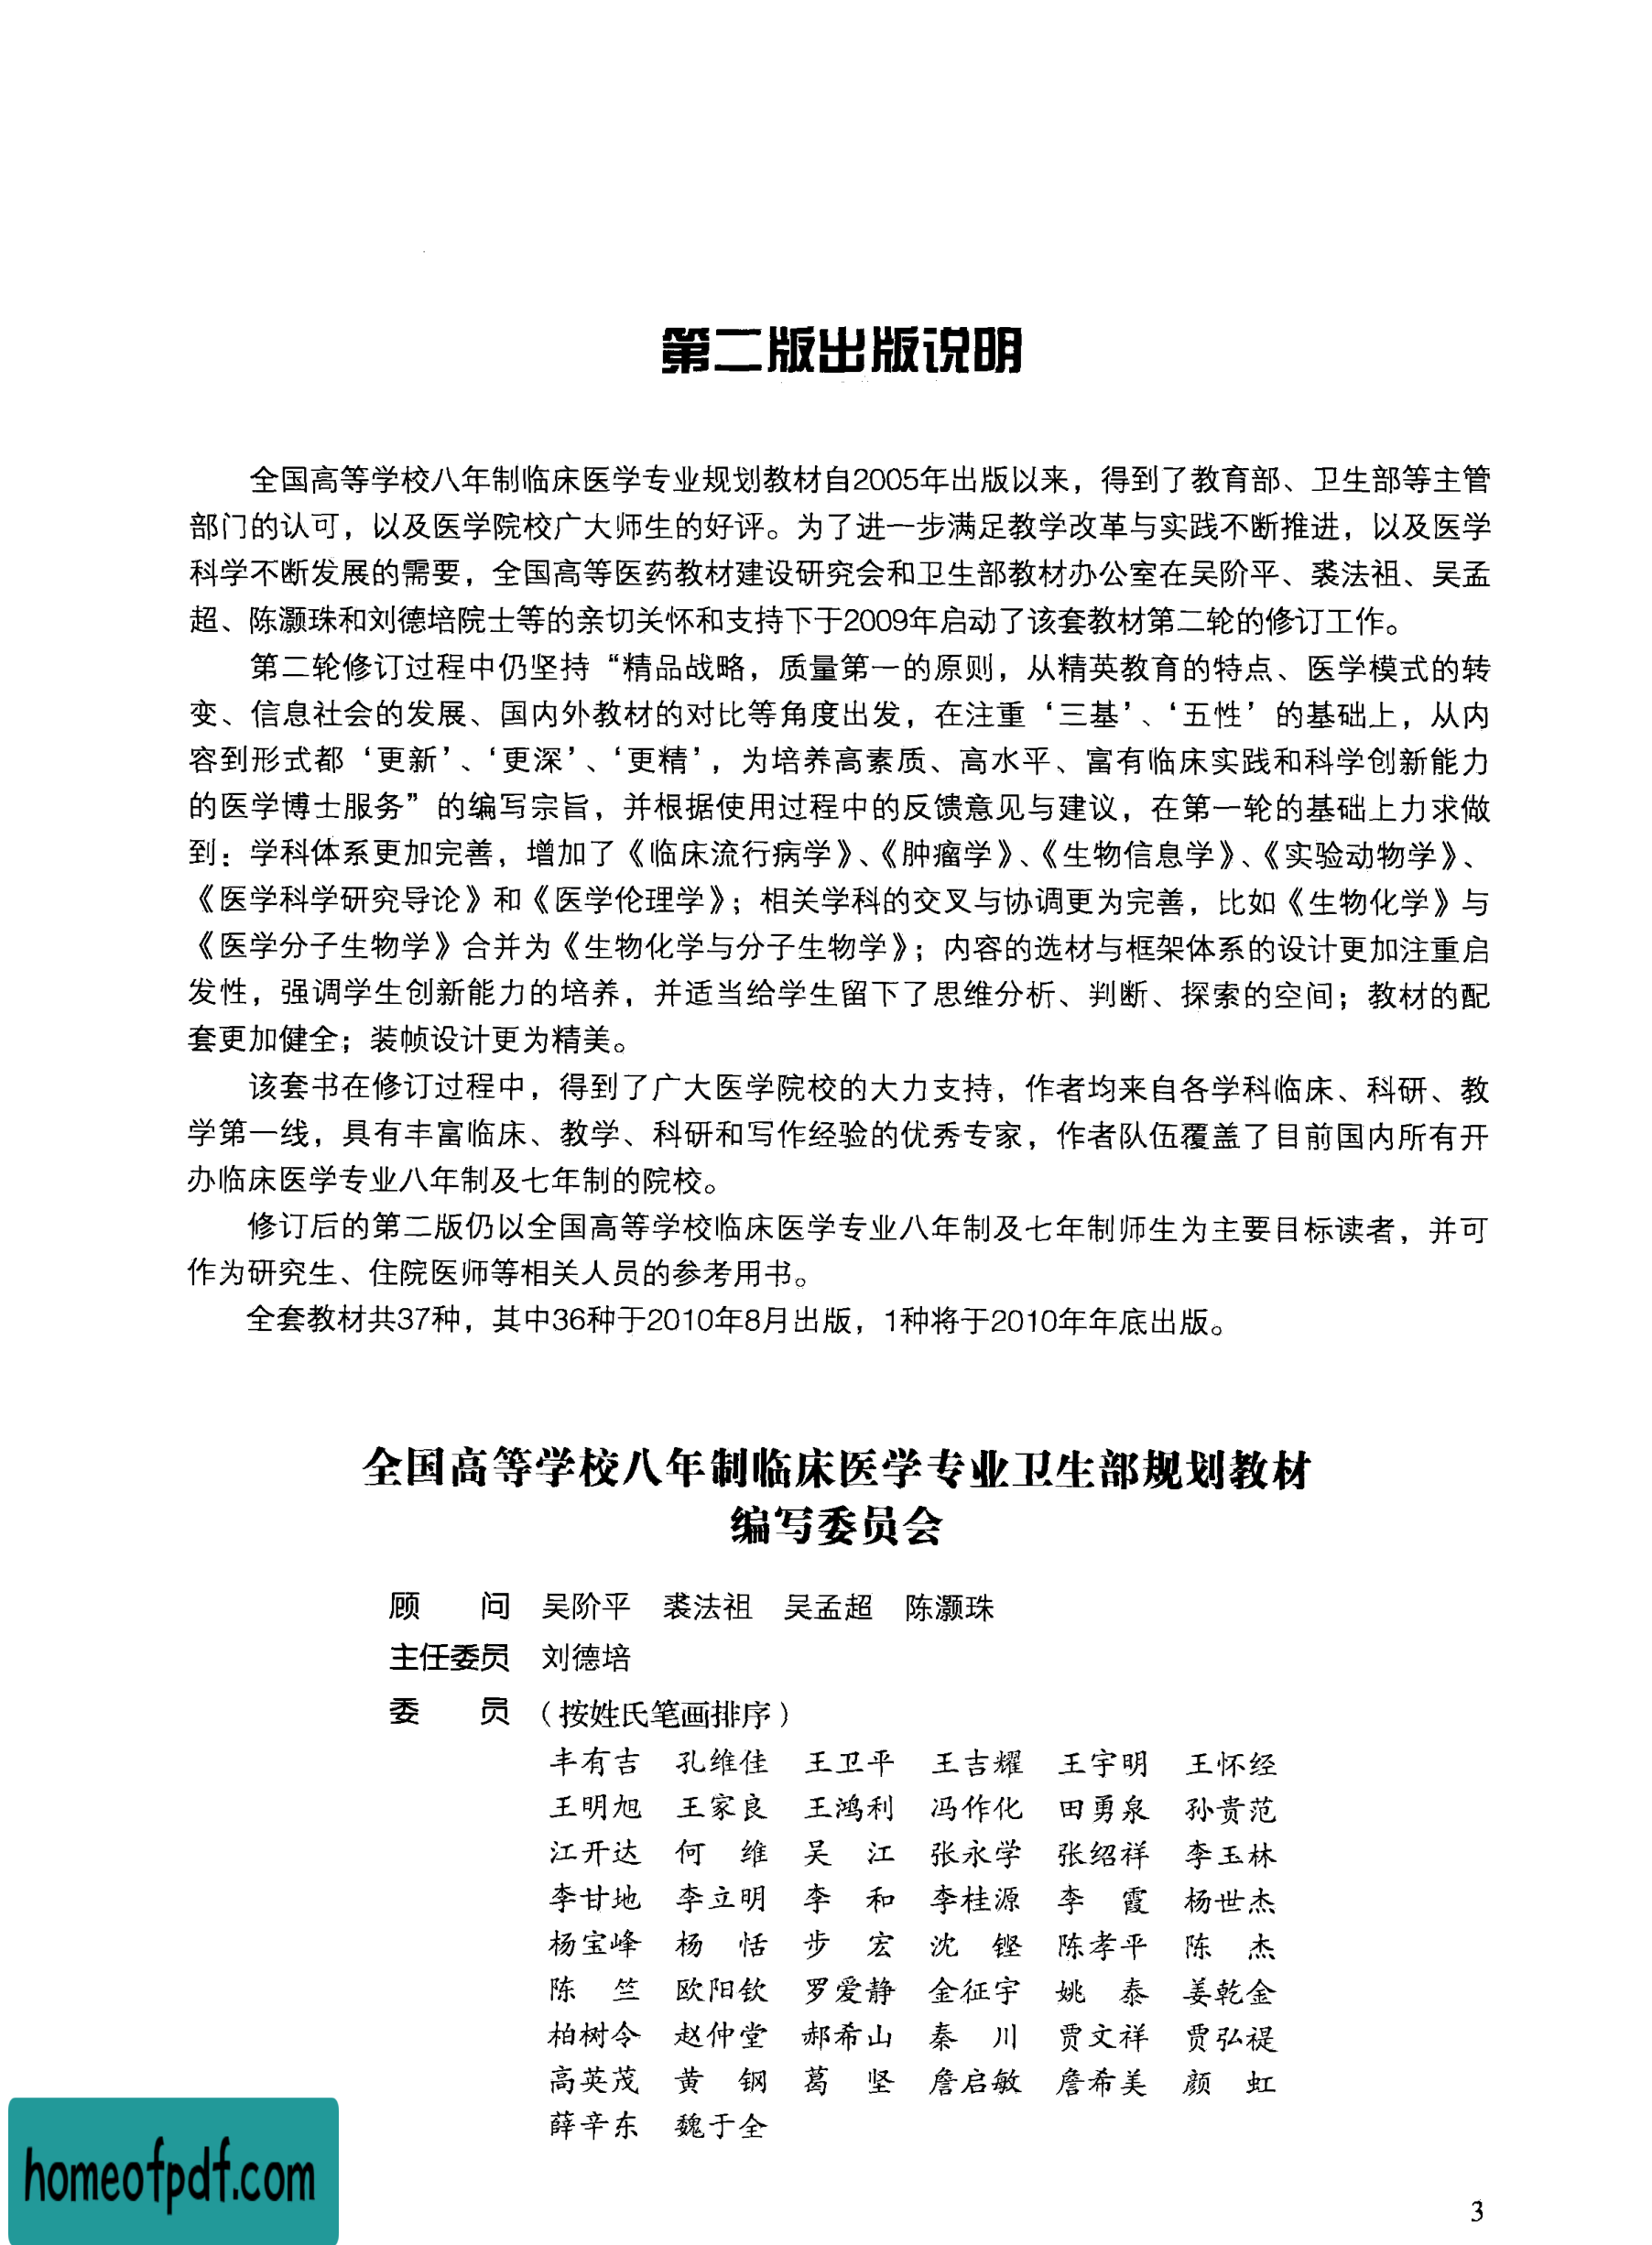 第二版出版说明
全国高等学校八年制临床医学专业规划教材自2005年出版以来，得到了教育部、卫生部等主管
部门的认可，以及医学院校广大师生的好评。为了进一步满足教学改革与实践不断推进，以及医学
科学不断发展的需要，全国高等医药教材建设研究会和卫生部教材办公室在吴阶平、裘法祖、吴孟
超、陈灏珠和刘德培院士等的亲切关怀和支持下于2009年启动了该套教材第二轮的修订工作。
第二轮修订过程中仍坚持“精品战略，质量第一的原则，从精英教育的特点、医学模式的转
变、信息社会的发展、国内外教材的对比等角度出发，在注重‘三基’、‘五性’的基础上，从内
容到形式都‘更新’、‘更深’、‘更精’，为培养高素质、高水平、富有临床实践和科学创新能力
的医学博士服务”的编写宗旨，并根据使用过程中的反馈意见与建议，在第一轮的基础上力求做
到：学科体系更加完善，增加了《临床流行病学》、《肿瘤学》、《生物信息学》、《实验动物学》、
《医学科学研究导论》和《医学伦理学》；相关学科的交叉与协调更为完善，比如《生物化学》与
《医学分子生物学》合并为《生物化学与分子生物学》；内容的选材与框架体系的设计更加注重启
发性，强调学生创新能力的培养，并适当给学生留下了思维分析、判断、探索的空间；教材的配
套更加健全；装帧设计更为精美。
该套书在修订过程中，得到了广大医学院校的大力支持，作者均来自各学科临床、科研、教
学第一线，具有丰富临床、教学、科研和写作经验的优秀专家，作者队伍覆盖了目前国内所有开
办临床医学专业八年制及七年制的院校。
修订后的第二版仍以全国高等学校临床医学专业八年制及七年制师生为主要目标读者，并可
作为研究生、住院医师等相关人员的参考用书。
全套教材共37种，其中36种于2010年8月出版，1种将于2010年年底出版。
全国高等学校八年制临床医学专业卫生部规划教材
编写委员会
顾　　问　吴阶平　裘法祖　吴孟超　陈灏珠
主任委员　刘德培
委　　员　（按姓氏笔画排序）
丰有吉　孔维佳　王卫平　王吉耀　王宇明　王怀经
王明旭　王家良　王鸿利　冯作化　田勇泉　孙贵范
江开达　何　维　吴　江　张永学　张绍祥　李玉林
李甘地　李立明　李　和　李桂源　李　霞　杨世杰
杨宝峰　杨　恬　步　宏　沈　铿　陈孝平　陈　杰
陈　竺　欧阳钦　罗爱静　金征宇　姚　泰　姜乾金
柏树令　赵仲堂　郝希山　秦　川　贾文祥　贾弘禔
高英茂　黄　钢　葛　坚　詹启敏　詹希美　颜　虹
薛辛东　魏于全
homeofpdf.com
3